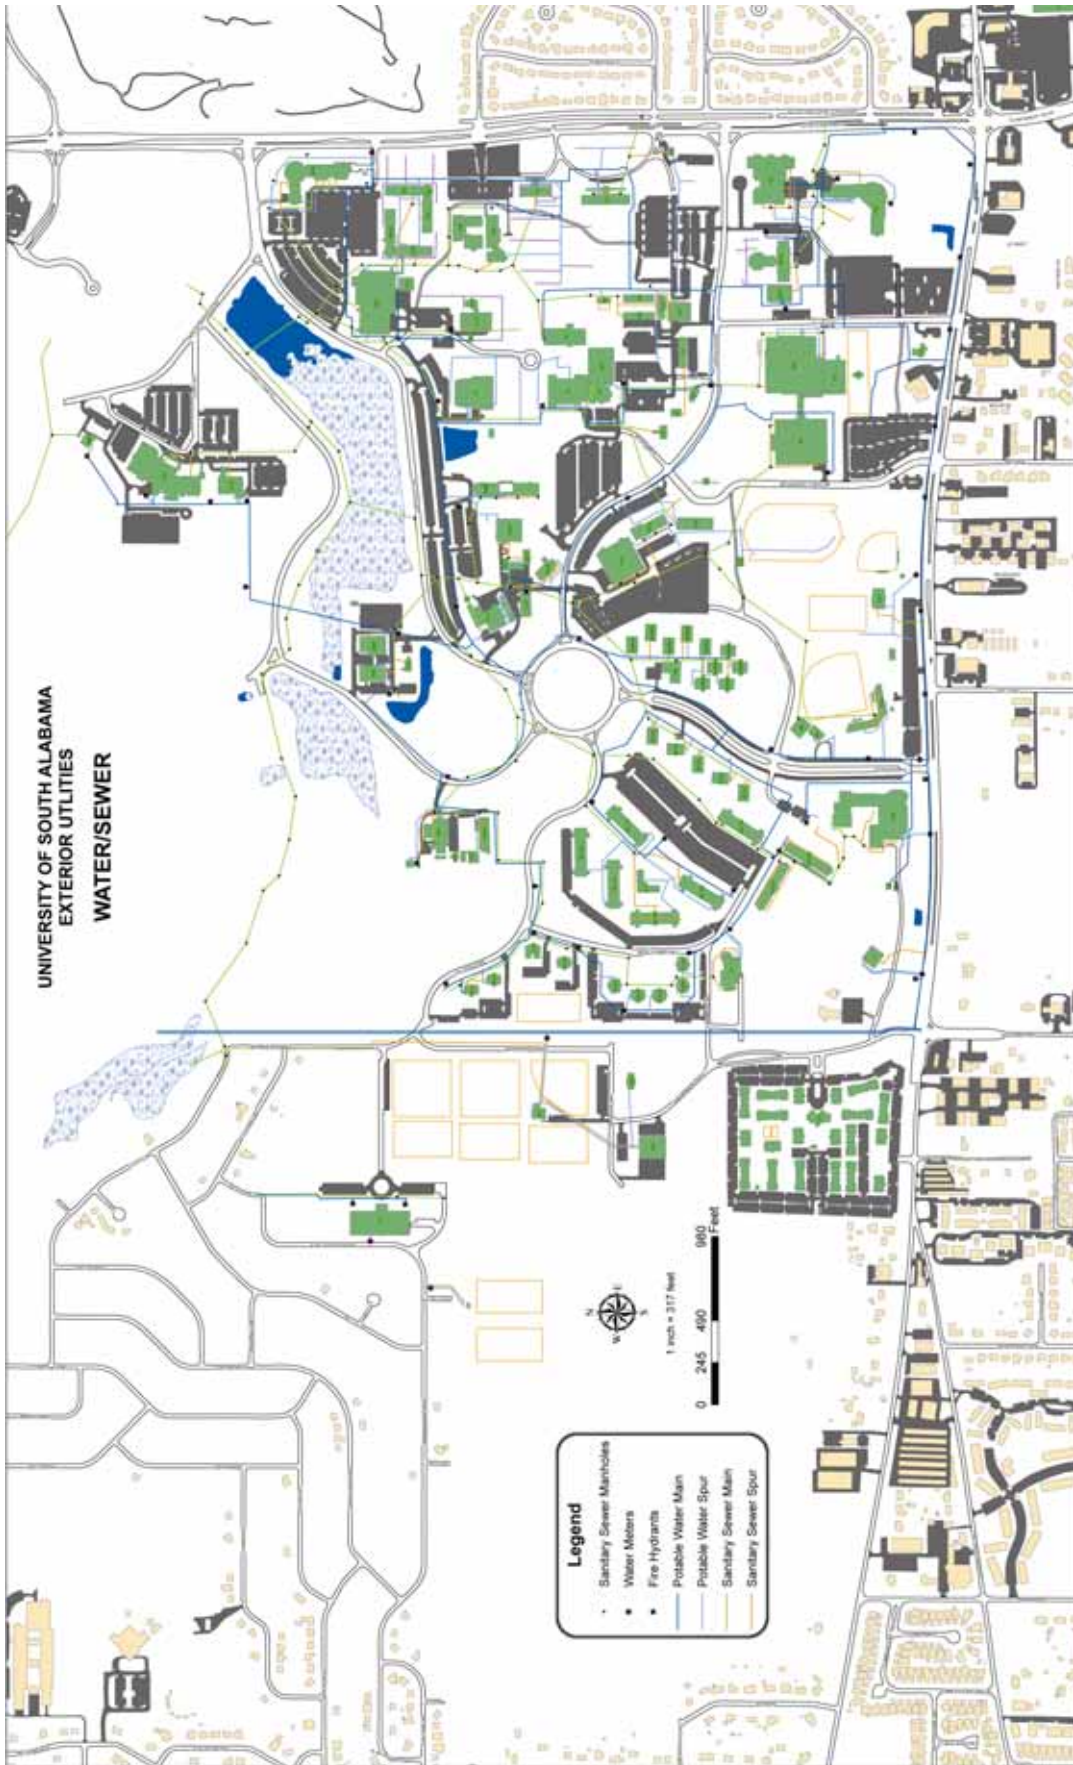 UNIVERSITY OF SOUTH ALABAMA
EXTERIOR UTLITIES
WATER/SEWER
N
W
E
S
1 inch = 317 feet
0 245 490 980
Feet
Legend
Sanitary Sewer Manholes
Water Meters
Fire Hydrants
Potable Water Main
Potable Water Spur
Sanitary Sewer Main
Sanitary Sewer Spur